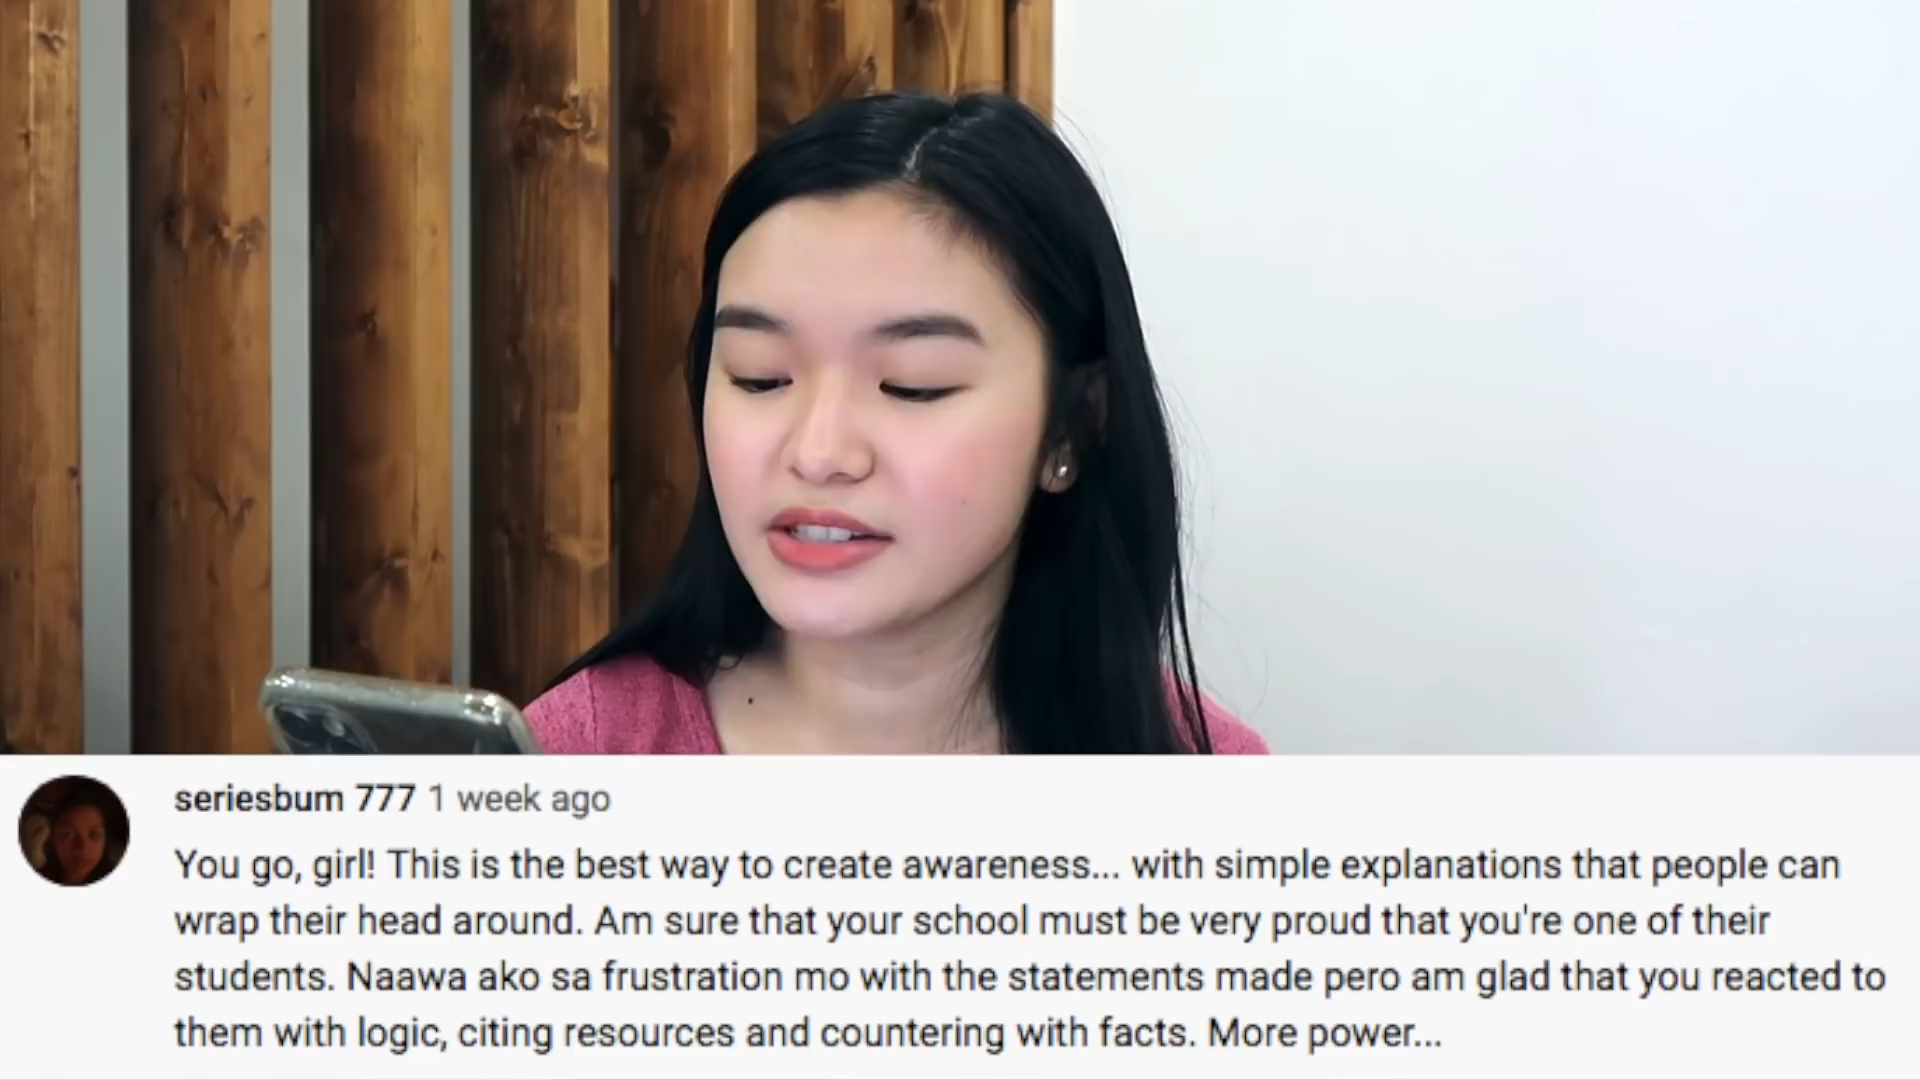 seriesbum 777 1 week ago
You go, girl! This is the best way to create awareness... with simple explanations that people can
wrap their head around. Am sure that your school must be very proud that you're one of their
students. Naawa ako sa frustration mo with the statements made pero am glad that you reacted to
them with logic, citing resources and countering with facts. More power...